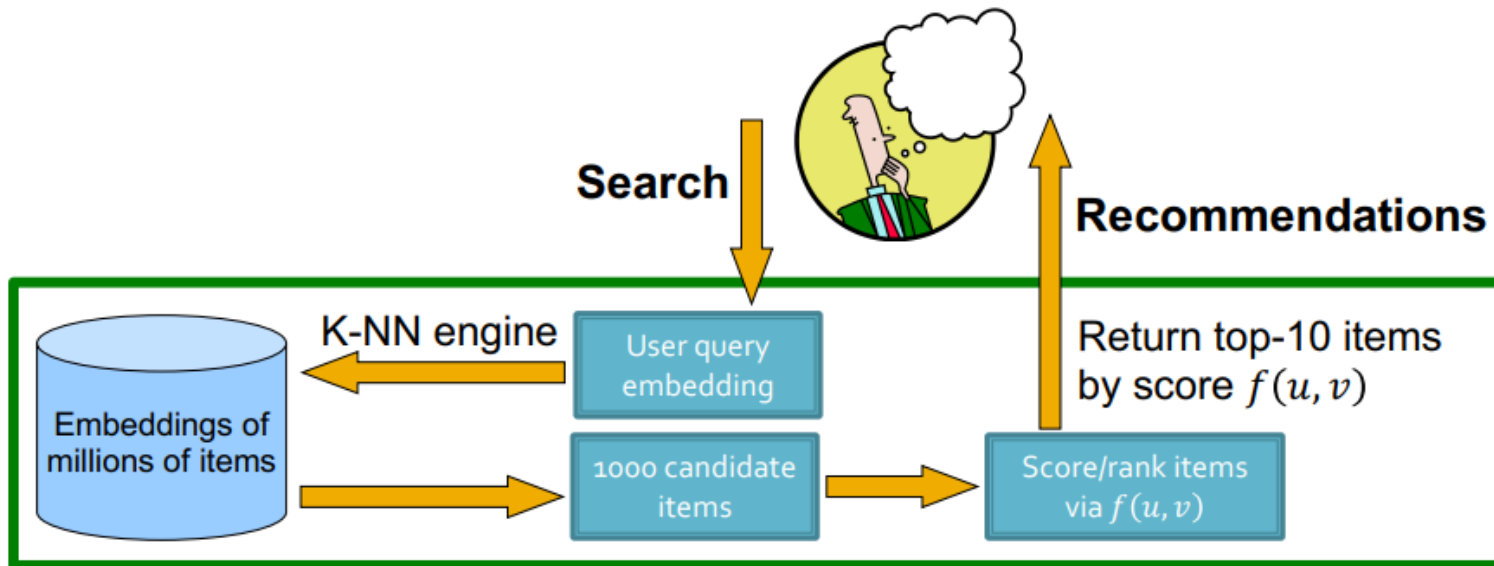 Search
Recommendations
K-NN engine
User query
embedding
Return top-10 items
by score f(u, v)
Embeddings of
millions of items
1000 candidate
items
Score/rank items
via f(u, v)